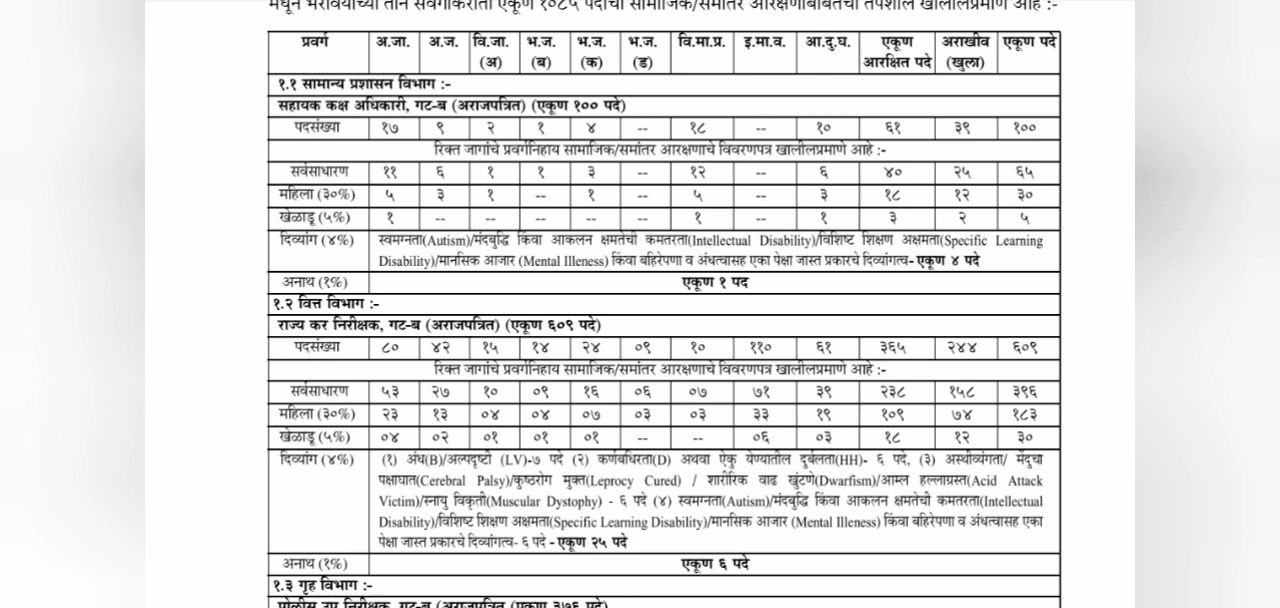 मधून भरावयाच्या तीन संवर्गांकरीता एकूण १०८५ पदांचा सामाजिक/समांतर आरक्षणाबाबतचा तपशील खालीलप्रमाणे आहे :-
प्रवर्ग अ.जा. अ.ज. वि.जा. (अ) भ.ज. (ब) भ.ज. (क) भ.ज. (ड) वि.मा.प्र. इ.मा.व. आ.दु.घ. एकूण आरक्षित पदे अराखीव (खुला) एकूण पदे
१.१ सामान्य प्रशासन विभाग :-
सहायक कक्ष अधिकारी, गट-ब (अराजपत्रित) (एकूण १०० पदे)
पदसंख्या १७ ९ २ १ ४ -- १८ -- १० ६१ ३९ १००
रिक्त जागांचे प्रवर्गनिहाय सामाजिक/समांतर आरक्षणाचे विवरणपत्र खालीलप्रमाणे आहे :-
सर्वसाधारण ११ ६ १ १ ३ -- १२ -- ६ ४० २५ ६५
महिला (३०%) ५ ३ १ -- १ -- ५ -- ३ १८ १२ ३०
खेळाडू (५%) १ -- -- -- -- -- १ -- १ ३ २ ५
दिव्यांग (४%) स्वमग्नता(Autism)/मंदबुद्धि किंवा आकलन क्षमतेची कमतरता(Intellectual Disability)/विशिष्ट शिक्षण अक्षमता(Specific Learning
Disability)/मानसिक आजार (Mental Illeness) किंवा बहिरेपणा व अंधत्वासह एका पेक्षा जास्त प्रकारचे दिव्यांगत्व- एकूण ४ पदे
अनाथ (१%) एकूण १ पद
१.२ वित्त विभाग :-
राज्य कर निरीक्षक, गट-ब (अराजपत्रित) (एकूण ६०९ पदे)
पदसंख्या ८० ४२ १५ १४ २४ ०९ १० ११० ६१ ३६५ २४४ ६०९
रिक्त जागांचे प्रवर्गनिहाय सामाजिक/समांतर आरक्षणाचे विवरणपत्र खालीलप्रमाणे आहे :-
सर्वसाधारण ५३ २७ १० ०९ १६ ०६ ०७ ७१ ३९ २३८ १५८ ३९६
महिला (३०%) २३ १३ ०४ ०४ ०७ ०३ ०३ ३३ १९ १०९ ७४ १८३
खेळाडू (५%) ०४ ०२ ०१ ०१ ०१ -- -- ०६ ०३ १८ १२ ३०
दिव्यांग (४%) (१) अंध(B)/अल्पदृष्टी (LV)-७ पदे (२) कर्णबधिरता(D) अथवा ऐकु येण्यातील दुर्बलता(HH)- ६ पदे, (३) अस्थीव्यंगता/ मेंदुचा
पक्षाघात(Cerebral Palsy)/कुष्ठरोग मुक्त(Leprocy Cured) / शारीरिक वाढ खुंटणे(Dwarfism)/आम्ल हल्लाग्रस्त(Acid Attack
Victim)/स्नायु विकृती(Muscular Dystophy) - ६ पदे (४) स्वमग्नता(Autism)/मंदबुद्धि किंवा आकलन क्षमतेची कमतरता(Intellectual
Disability)/विशिष्ट शिक्षण अक्षमता(Specific Learning Disability)/मानसिक आजार (Mental Illeness) किंवा बहिरेपणा व अंधत्वासह एका
पेक्षा जास्त प्रकारचे दिव्यांगत्व- ६ पदे - एकूण २५ पदे
अनाथ (१%) एकूण ६ पदे
१.३ गृह विभाग :-
पोलीस उप निरीक्षक, गट-ब (अराजपत्रित (एकूण ३७६ पदे)